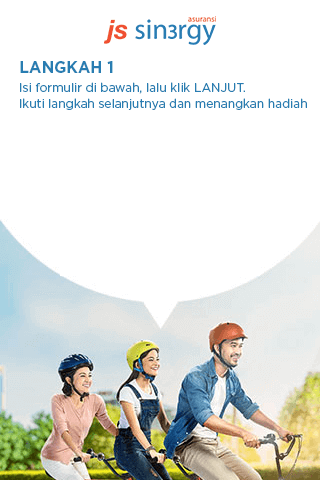 asuransi
js sin3rgy
LANGKAH 1
Isi formulir di bawah, lalu klik LANJUT.
Ikuti langkah selanjutnya dan menangkan hadiah